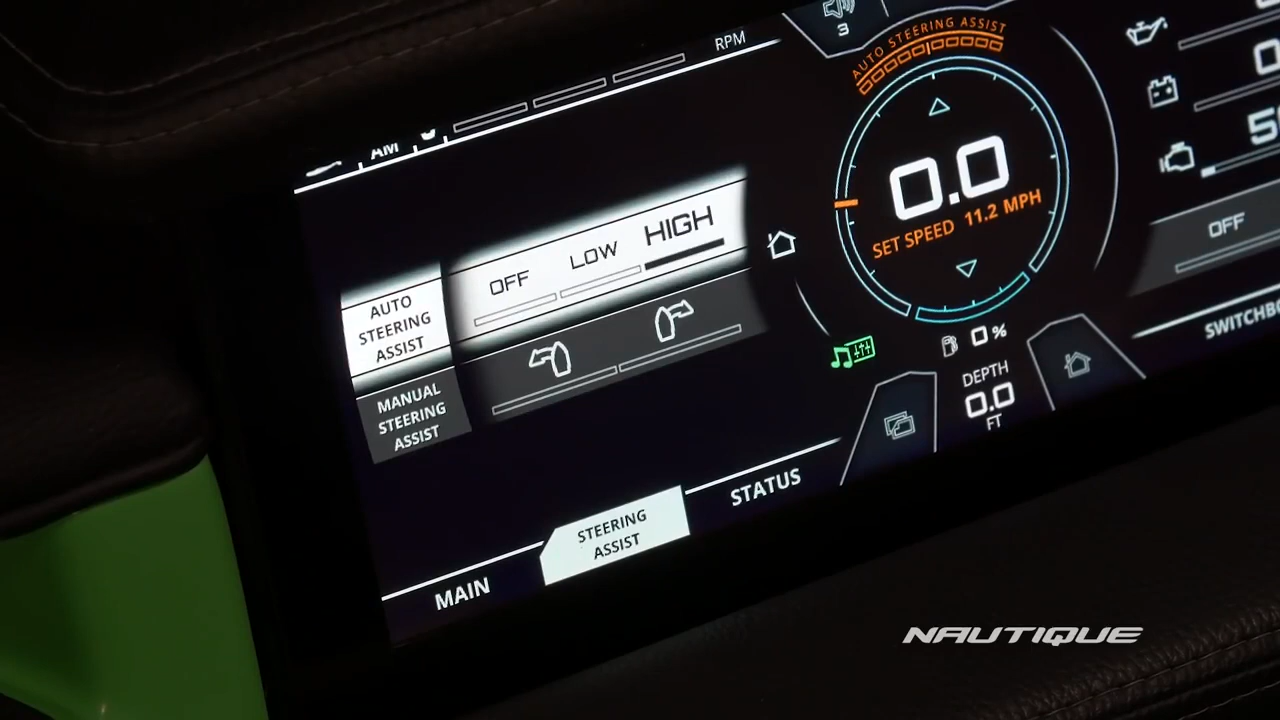 RPM
AM
3
AUTO STEERING ASSIST
AUTO
STEERING
ASSIST
OFF
LOW
HIGH
MANUAL
STEERING
ASSIST
0.0
SET SPEED 11.2 MPH
0%
DEPTH
0.0
FT
OFF
MAIN
STEERING
ASSIST
STATUS
NAUTIQUE